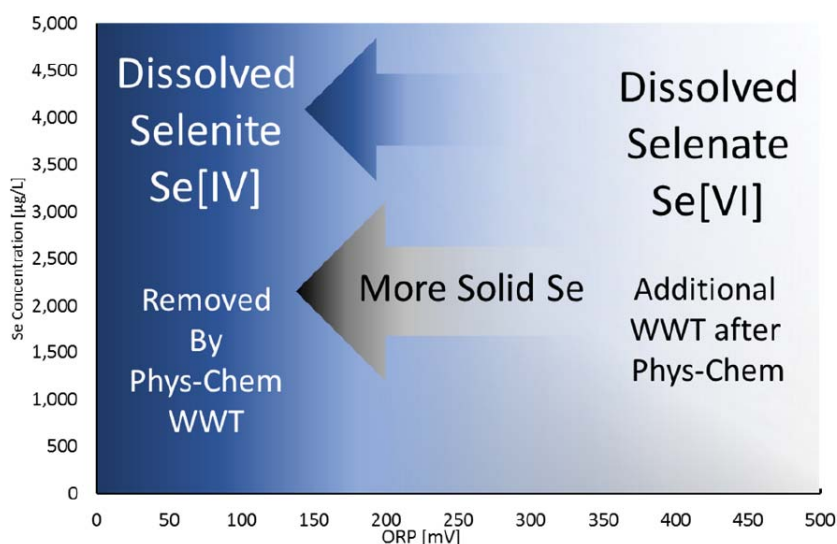 5,000
4,500
4,000
3,500
3,000
2,500
2,000
1,500
1,000
500
0
Se Concentration [µg/L]
Dissolved
Selenite
Se[IV]
Removed
By
Phys-Chem
WWT
More Solid Se
Dissolved
Selenate
Se[VI]
Additional
WWT after
Phys-Chem
0 50 100 150 200 250 300 350 400 450 500
ORP [mV]